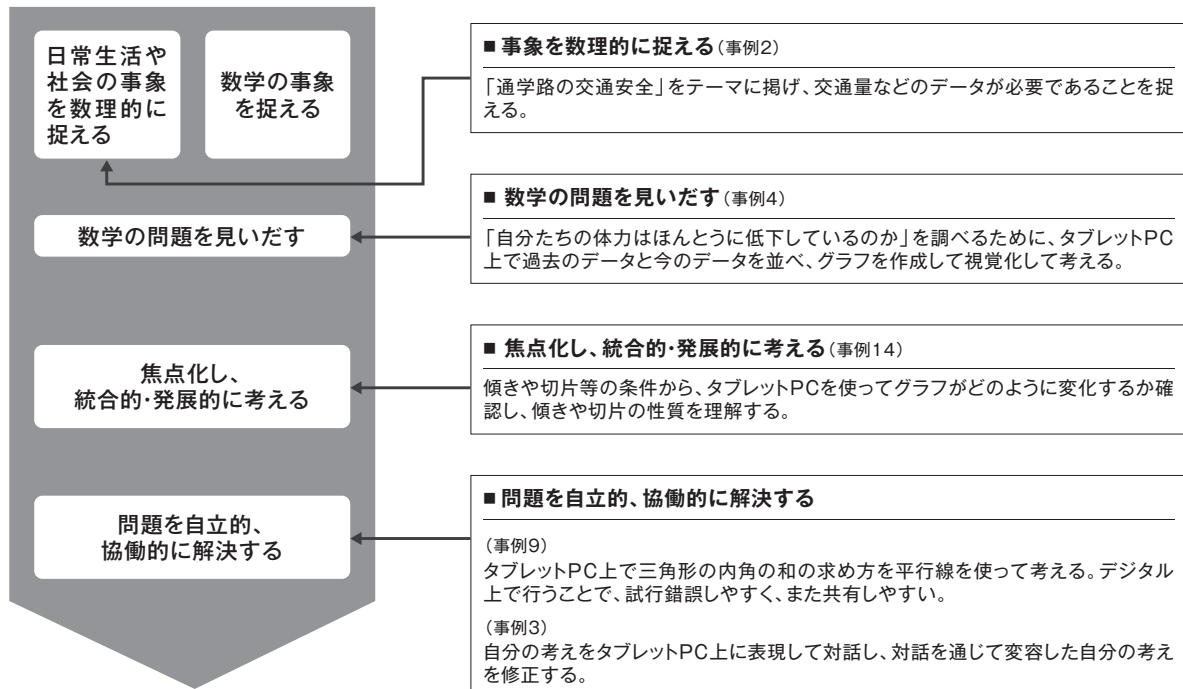 日常生活や
社会の事象
を数理的に
捉える
数学の事象
を捉える
数学の問題を見いだす
焦点化し、
統合的・発展的に考える
問題を自立的、
協働的に解決する
■ 事象を数理的に捉える（事例2）
「通学路の交通安全」をテーマに掲げ、交通量などのデータが必要であることを捉
える。
■ 数学の問題を見いだす（事例4）
「自分たちの体力はほんとうに低下しているのか」を調べるために、タブレットPC
上で過去のデータと今のデータを並べ、グラフを作成して視覚化して考える。
■ 焦点化し、統合的・発展的に考える（事例14）
傾きや切片等の条件から、タブレットPCを使ってグラフがどのように変化するか確
認し、傾きや切片の性質を理解する。
■ 問題を自立的、協働的に解決する
（事例9）
タブレットPC上で三角形の内角の和の求め方を平行線を使って考える。デジタル
上で行うことで、試行錯誤しやすく、また共有しやすい。
（事例3）
自分の考えをタブレットPC上に表現して対話し、対話を通じて変容した自分の考え
を修正する。